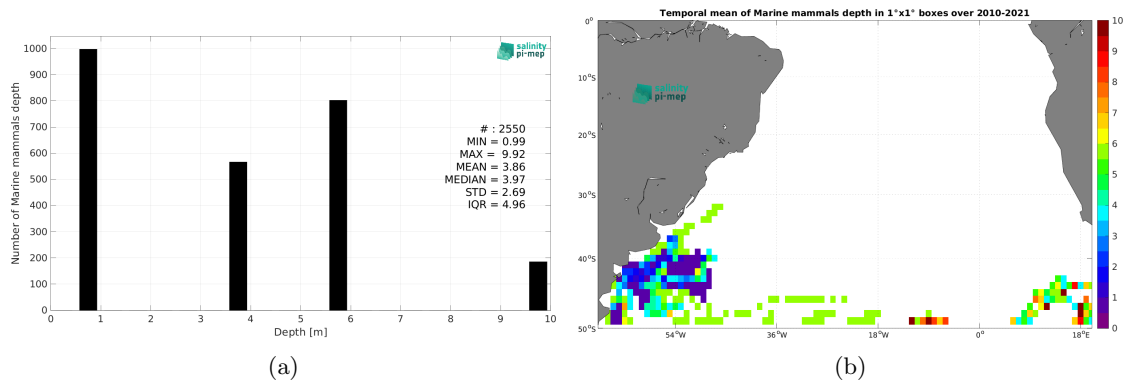 1000
900
800
700
600
500
400
300
200
100
0
Number of Marine mammals depth
salinity
pi-mep
# : 2550
MIN = 0.99
MAX = 9.92
MEAN = 3.86
MEDIAN = 3.97
STD = 2.69
IQR = 4.96
0 1 2 3 4 5 6 7 8 9 10
Depth [m]
(a)
Temporal mean of Marine mammals depth in 1°x1° boxes over 2010-2021
0°
10°S
20°S
30°S
40°S
50°S
salinity
pi-mep
54°W 36°W 18°W 0° 18°E
10
9
8
7
6
5
4
3
2
1
0
(b)